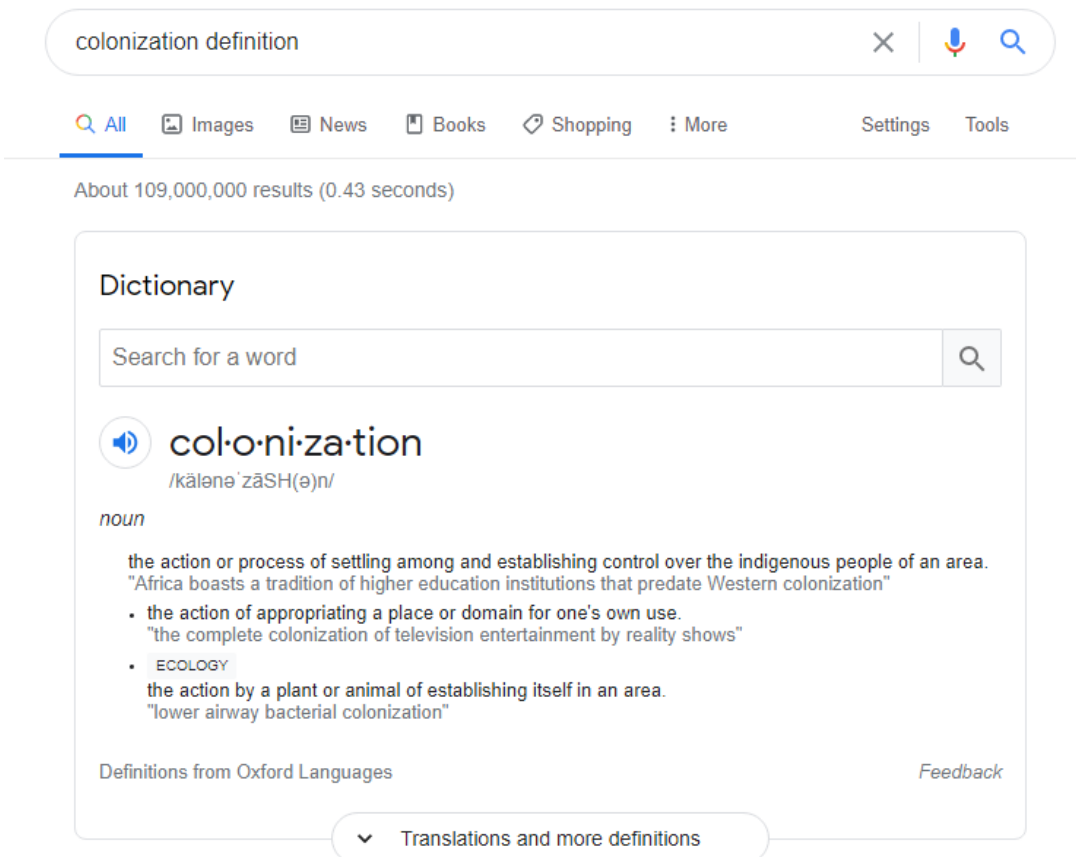 colonization definition
All Images News Books Shopping More Settings Tools
About 109,000,000 results (0.43 seconds)
Dictionary
Search for a word
col·o·ni·za·tion
/ˌkälənəˈzāSH(ə)n/
noun
the action or process of settling among and establishing control over the indigenous people of an area.
"Africa boasts a tradition of higher education institutions that predate Western colonization"
• the action of appropriating a place or domain for one's own use.
"the complete colonization of television entertainment by reality shows"
• ECOLOGY
the action by a plant or animal of establishing itself in an area.
"lower airway bacterial colonization"
Definitions from Oxford Languages Feedback
Translations and more definitions